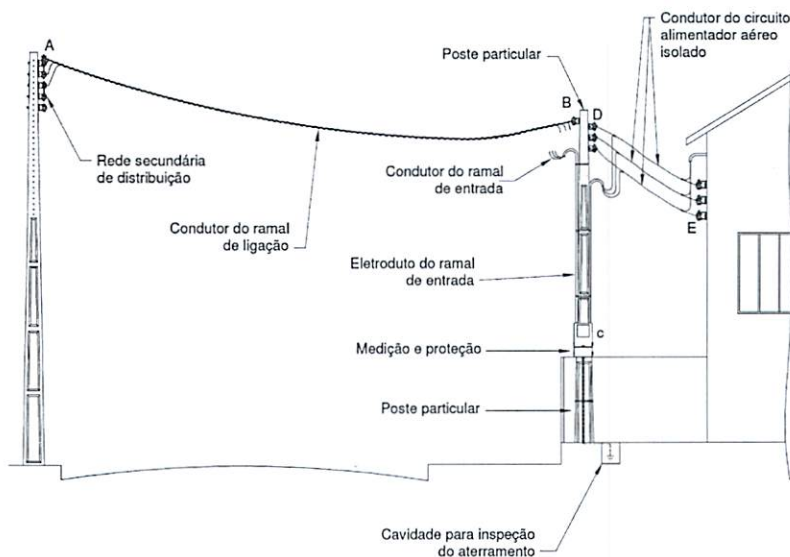 Condutor do circuito
alimentador aéreo
isolado
A
Poste particular
B
D
Rede secundária
de distribuição
Condutor do ramal
de entrada
Condutor do ramal
de ligação
E
Eletroduto do ramal
de entrada
c
Medição e proteção
Poste particular
Cavidade para inspeção
do aterramento